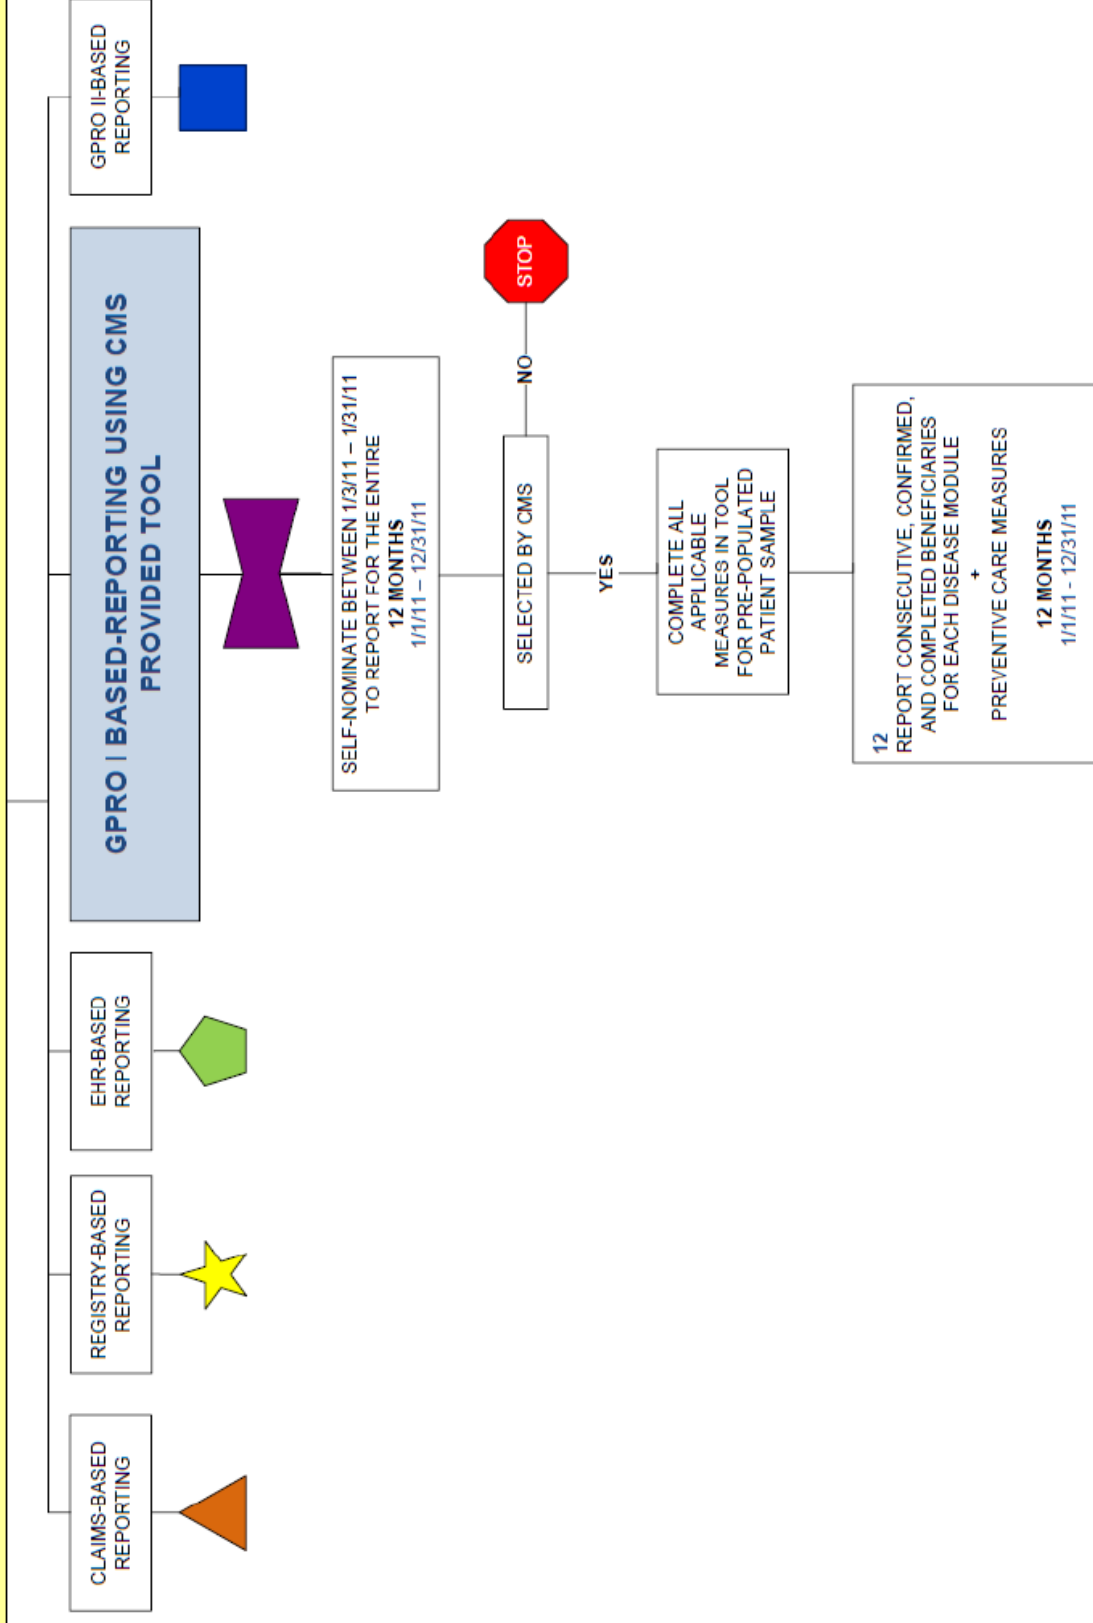 CLAIMS-BASED
REPORTING
REGISTRY-BASED
REPORTING
EHR-BASED
REPORTING
GPRO I BASED-REPORTING USING CMS
PROVIDED TOOL
GPRO II-BASED
REPORTING
SELF-NOMINATE BETWEEN 1/3/11 – 1/31/11
TO REPORT FOR THE ENTIRE
12 MONTHS
1/1/11 – 12/31/11
SELECTED BY CMS
NO
STOP
YES
COMPLETE ALL
APPLICABLE
MEASURES IN TOOL
FOR PRE-POPULATED
PATIENT SAMPLE
12
REPORT CONSECUTIVE, CONFIRMED,
AND COMPLETED BENEFICIARIES
FOR EACH DISEASE MODULE
+
PREVENTIVE CARE MEASURES
12 MONTHS
1/1/11 - 12/31/11